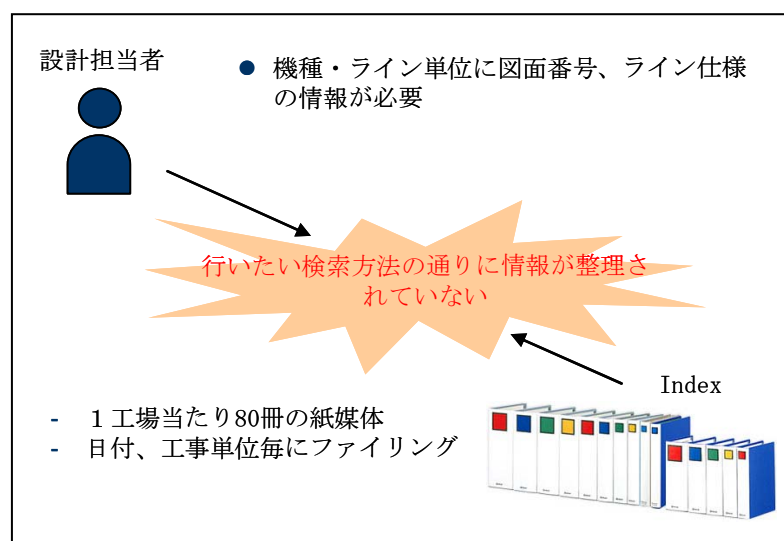 設計担当者
● 機種・ライン単位に図面番号、ライン仕様
の情報が必要
行いたい検索方法の通りに情報が整理さ
れていない
Index
- １工場当たり80冊の紙媒体
- 日付、工事単位毎にファイリング